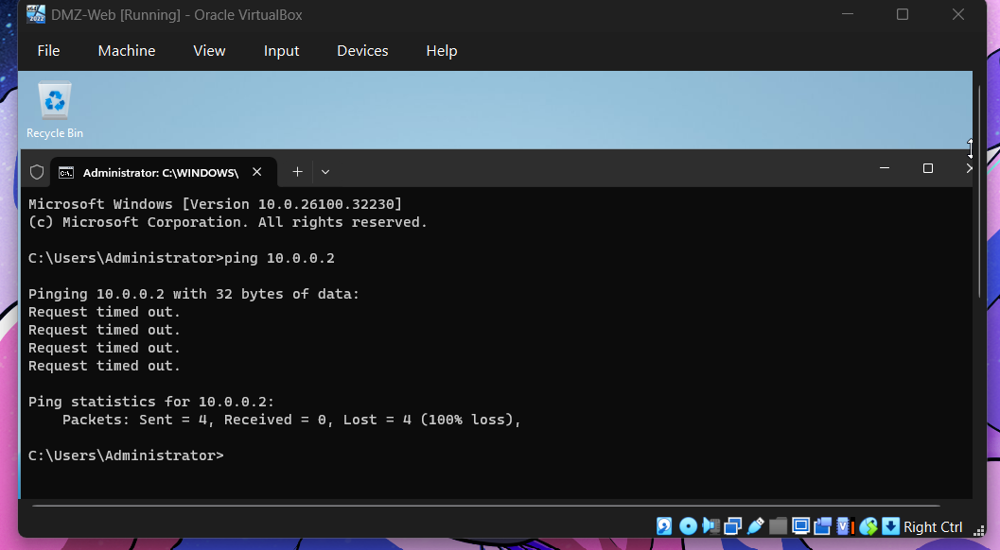 DMZ-Web [Running] - Oracle VirtualBox
File Machine View Input Devices Help
Recycle Bin
Administrator: C:\WINDOWS\
Microsoft Windows [Version 10.0.26100.32230]
(c) Microsoft Corporation. All rights reserved.
C:\Users\Administrator>ping 10.0.0.2
Pinging 10.0.0.2 with 32 bytes of data:
Request timed out.
Request timed out.
Request timed out.
Request timed out.
Ping statistics for 10.0.0.2:
    Packets: Sent = 4, Received = 0, Lost = 4 (100% loss),
C:\Users\Administrator>
Right Ctrl